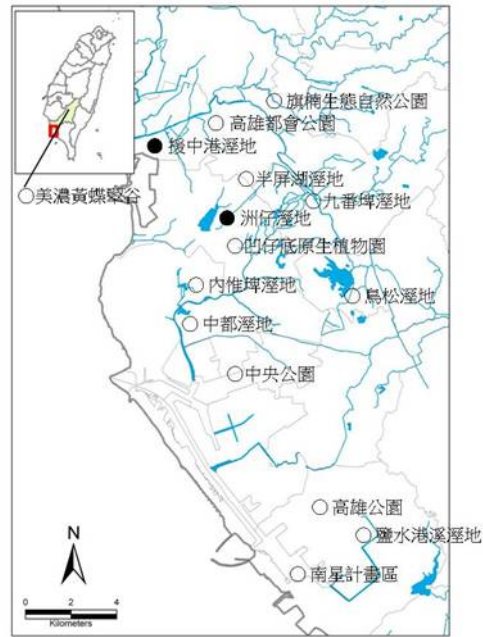 旗楠生態自然公園
高雄都會公園
援中港溼地
半屏湖溼地
美濃黃蝶翠谷
九番埤溼地
洲仔溼地
凹仔底原生植物園
內惟埤溼地
鳥松溼地
中都溼地
中央公園
高雄公園
鹽水港溪溼地
南星計畫區
N
0 2 4
Kilometers